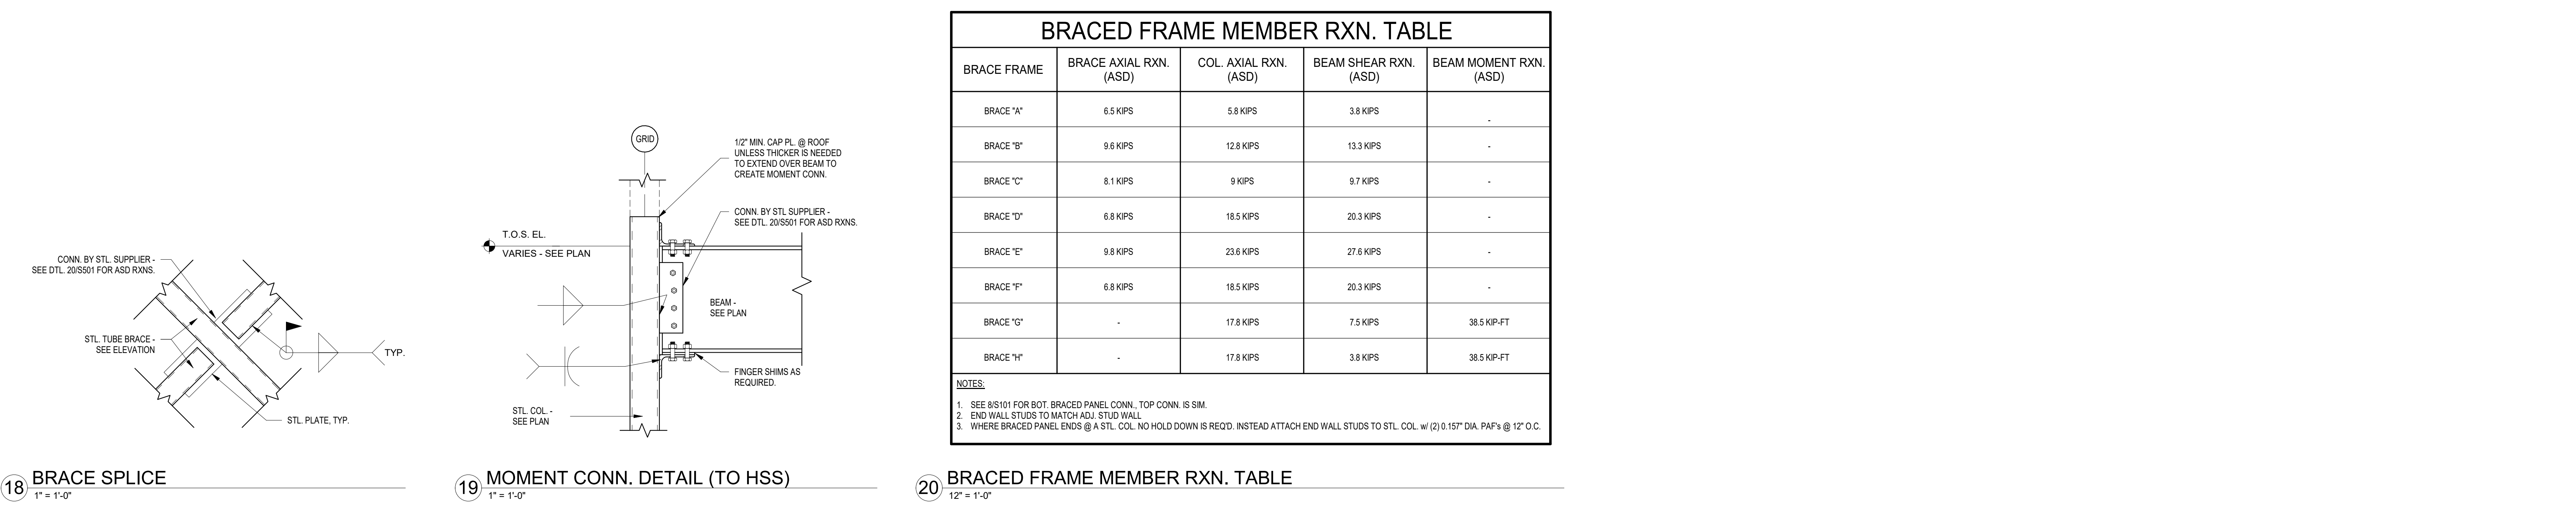 CONN. BY STL. SUPPLIER -
SEE DTL. 20/S501 FOR ASD RXNS.
STL. TUBE BRACE -
SEE ELEVATION
TYP.
STL. PLATE, TYP.
18
BRACE SPLICE
1" = 1'-0"
GRID
1/2" MIN. CAP PL. @ ROOF
UNLESS THICKER IS NEEDED
TO EXTEND OVER BEAM TO
CREATE MOMENT CONN.
CONN. BY STL SUPPLIER -
SEE DTL. 20/S501 FOR ASD RXNS.
T.O.S. EL.
VARIES - SEE PLAN
BEAM -
SEE PLAN
FINGER SHIMS AS
REQUIRED.
STL. COL. -
SEE PLAN
19
MOMENT CONN. DETAIL (TO HSS)
1" = 1'-0"
BRACED FRAME MEMBER RXN. TABLE
BRACE FRAME
BRACE AXIAL RXN.
(ASD)
COL. AXIAL RXN.
(ASD)
BEAM SHEAR RXN.
(ASD)
BEAM MOMENT RXN.
(ASD)
BRACE "A" 6.5 KIPS 5.8 KIPS 3.8 KIPS -
BRACE "B" 9.6 KIPS 12.8 KIPS 13.3 KIPS -
BRACE "C" 8.1 KIPS 9 KIPS 9.7 KIPS -
BRACE "D" 6.8 KIPS 18.5 KIPS 20.3 KIPS -
BRACE "E" 9.8 KIPS 23.6 KIPS 27.6 KIPS -
BRACE "F" 6.8 KIPS 18.5 KIPS 20.3 KIPS -
BRACE "G" - 17.8 KIPS 7.5 KIPS 38.5 KIP-FT
BRACE "H" - 17.8 KIPS 3.8 KIPS 38.5 KIP-FT
NOTES:
1. SEE 8/S101 FOR BOT. BRACED PANEL CONN., TOP CONN. IS SIM.
2. END WALL STUDS TO MATCH ADJ. STUD WALL
3. WHERE BRACED PANEL ENDS @ A STL. COL. NO HOLD DOWN IS REQ'D. INSTEAD ATTACH END WALL STUDS TO STL. COL. w/ (2) 0.157" DIA. PAF's @ 12" O.C.
20
BRACED FRAME MEMBER RXN. TABLE
12" = 1'-0"